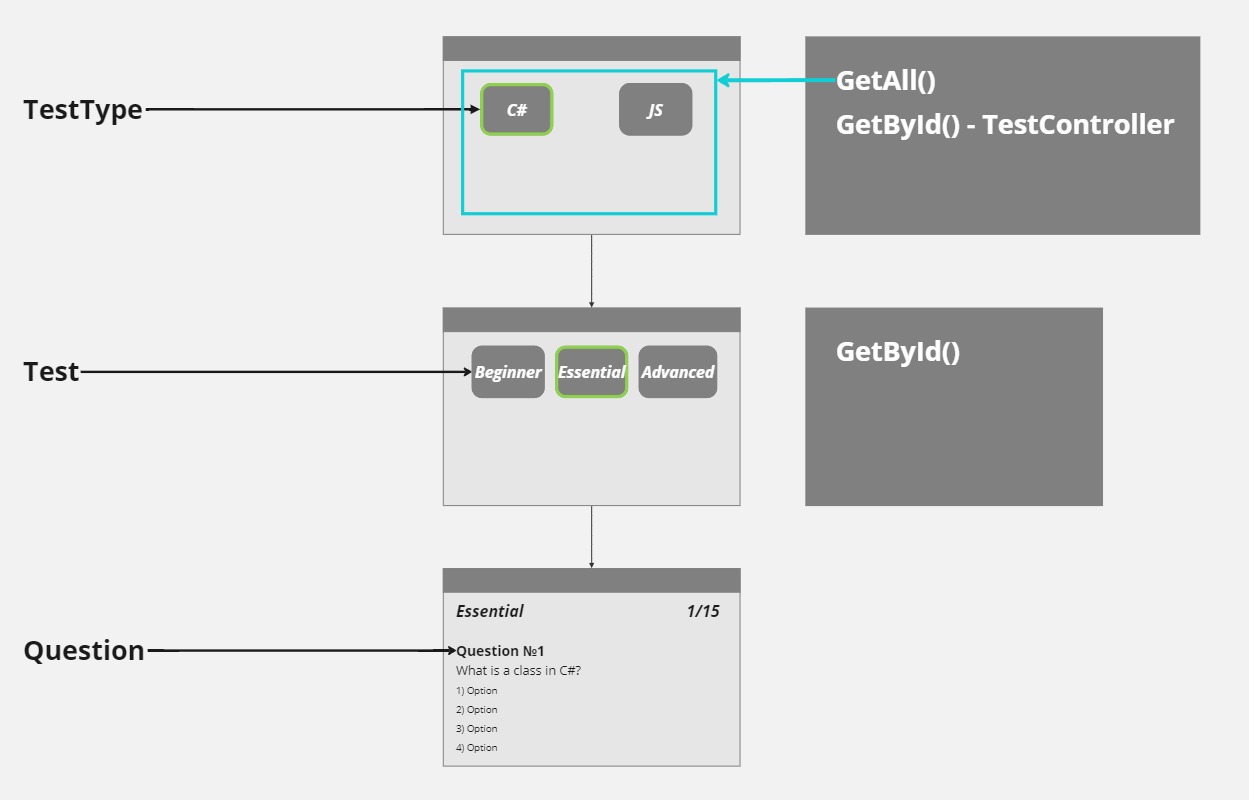 TestType
C#
JS
GetAll()
GetById() - TestController
Test
Beginner
Essential
Advanced
GetById()
Essential
1/15
Question
Question №1
What is a class in C#?
1) Option
2) Option
3) Option
4) Option